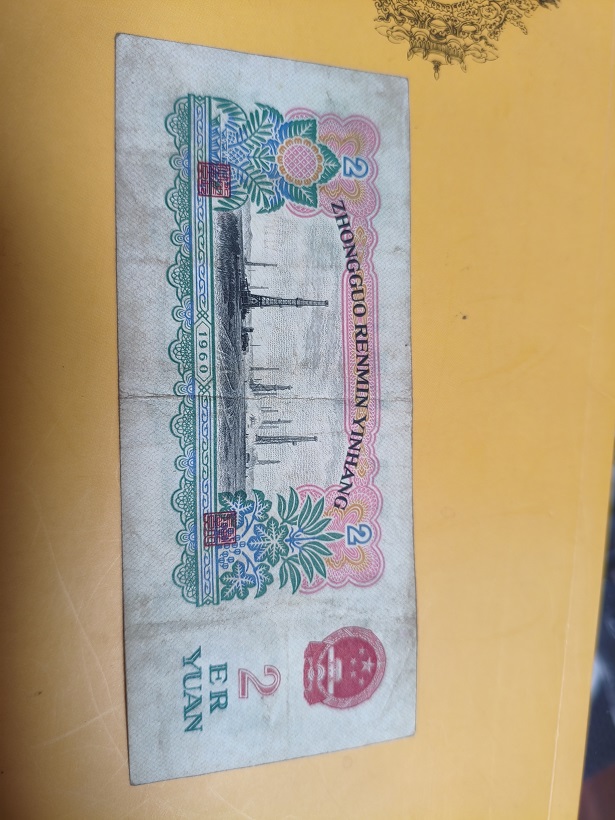 2
ZHONGGUO RENMIN YINHANG
2
1960
2
ER
YUAN